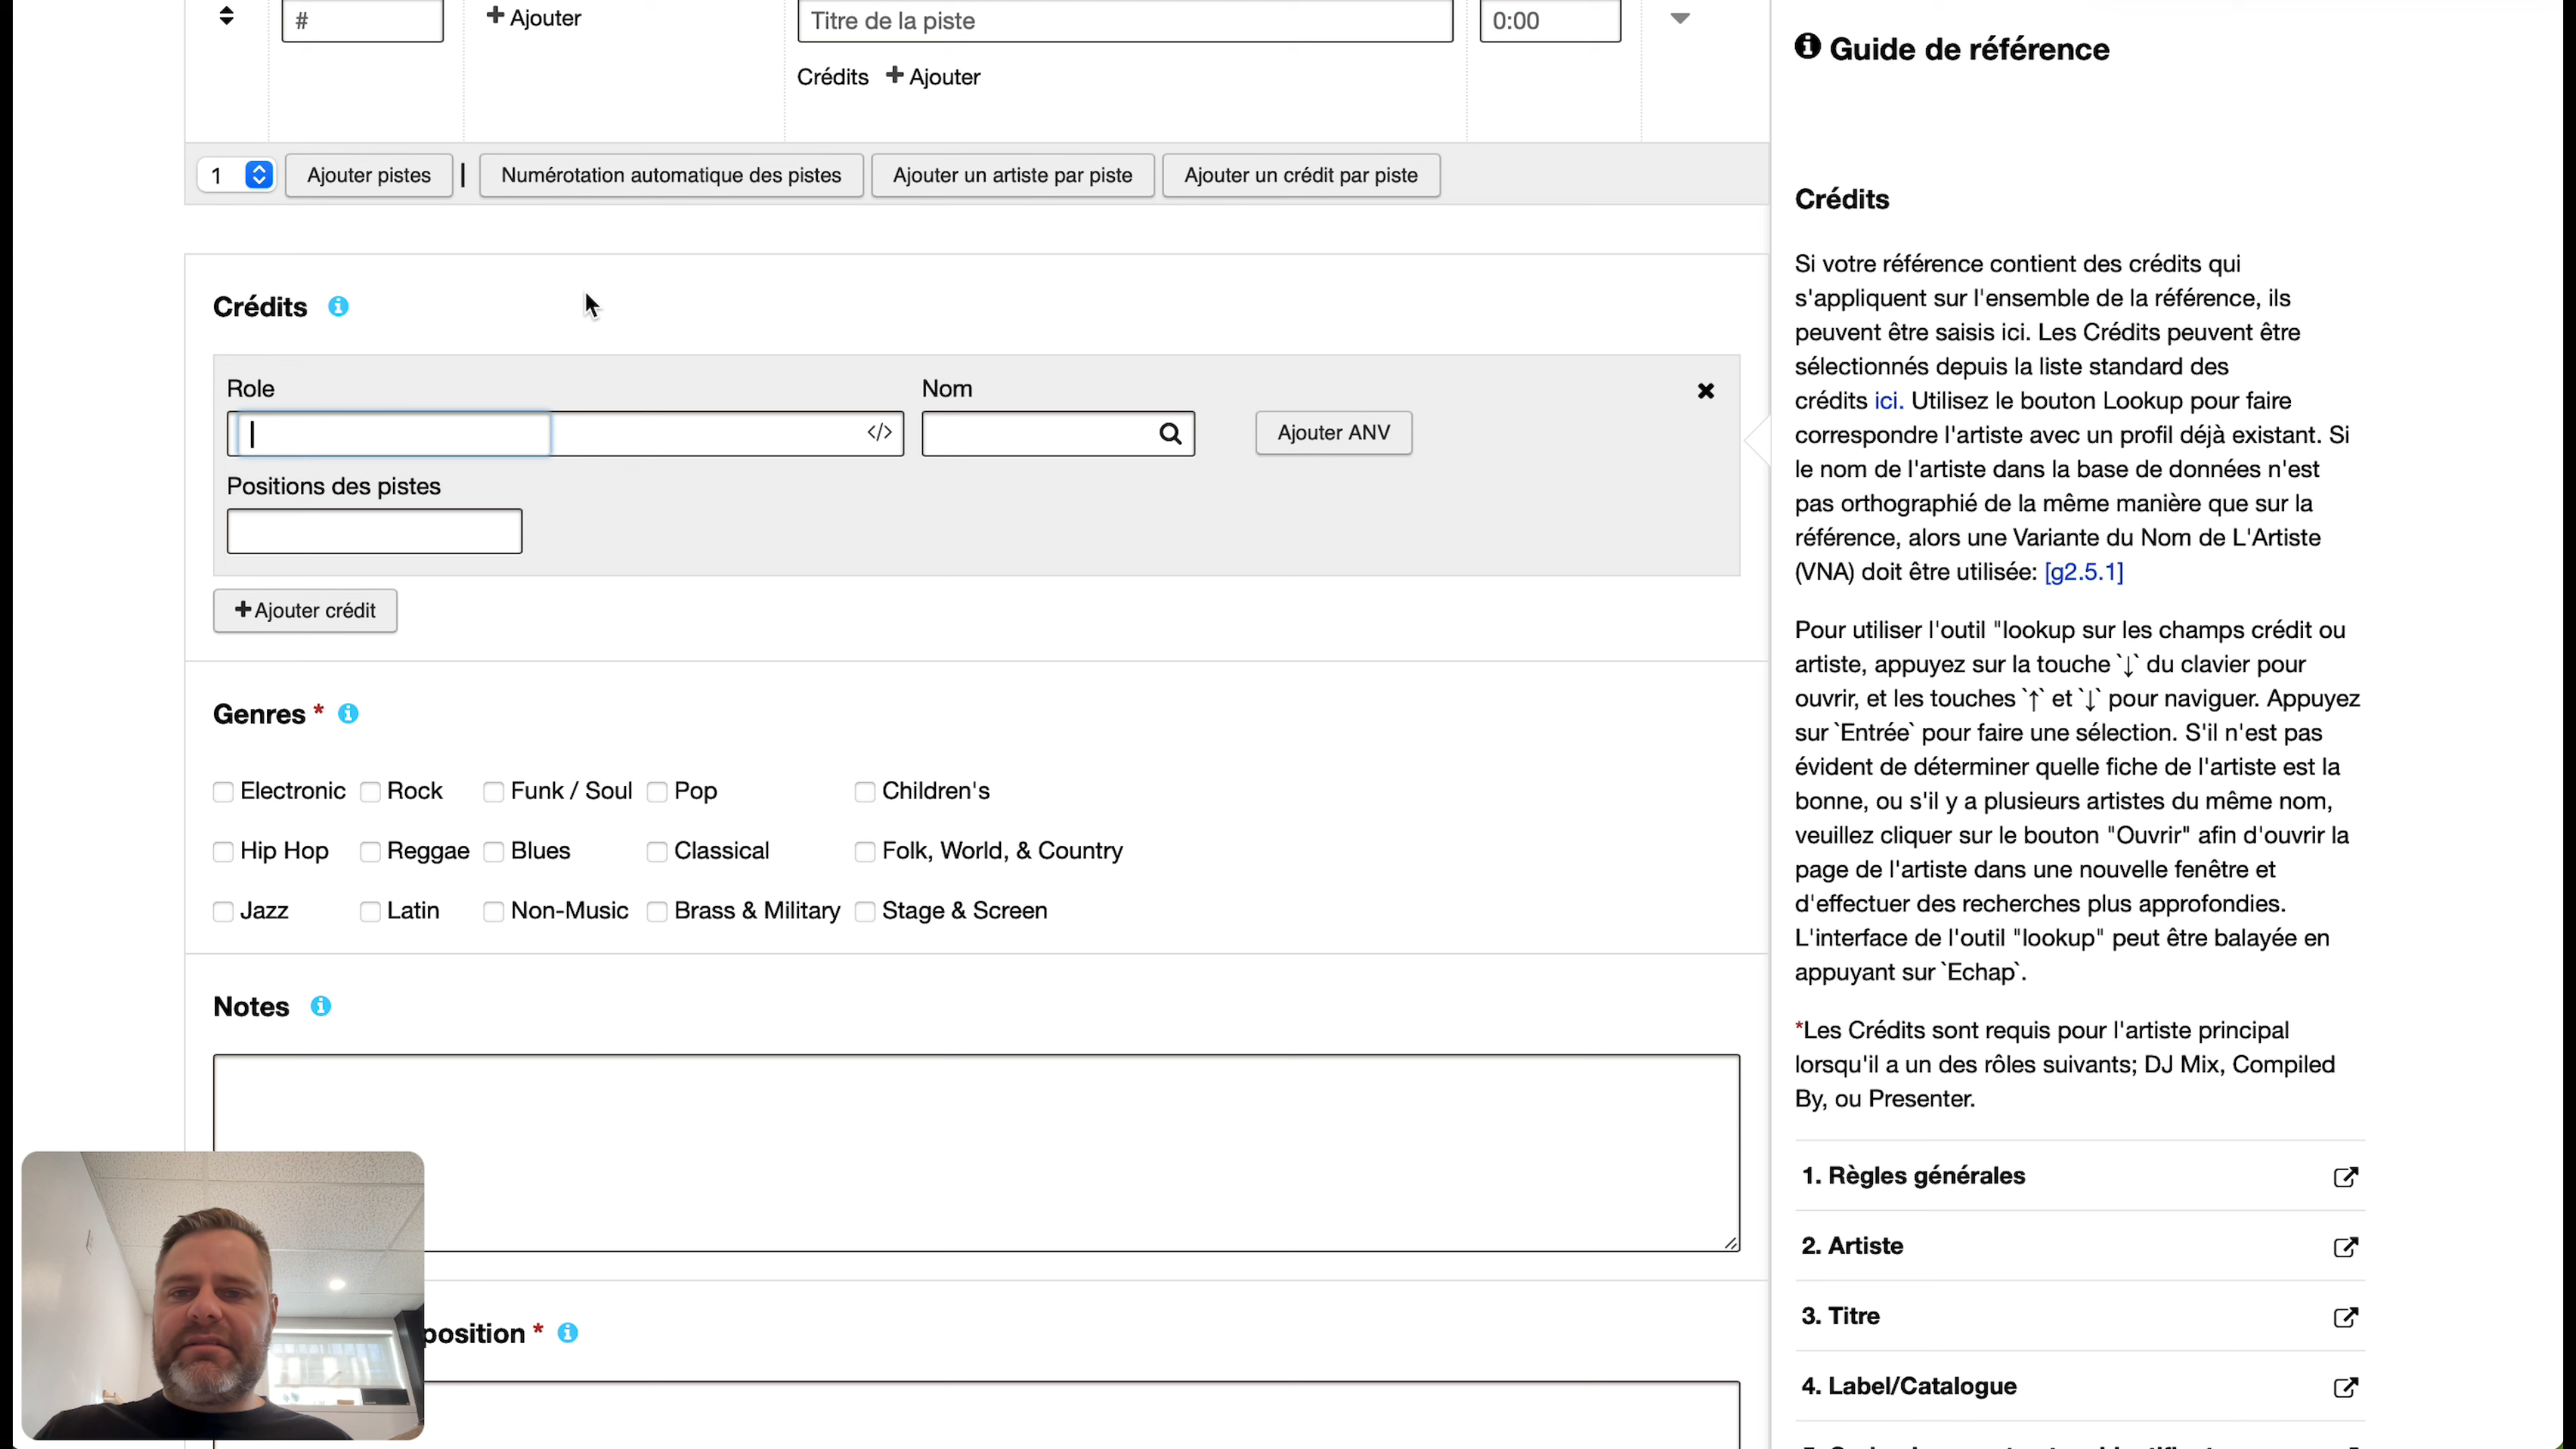 #
Ajouter
Titre de la piste
0:00
Crédits
Ajouter
1
Ajouter pistes
Numérotation automatique des pistes
Ajouter un artiste par piste
Ajouter un crédit par piste
Crédits
Role
Nom
</>
Ajouter ANV
Positions des pistes
Ajouter crédit
Genres *
Electronic
Rock
Funk / Soul
Pop
Children's
Hip Hop
Reggae
Blues
Classical
Folk, World, & Country
Jazz
Latin
Non-Music
Brass & Military
Stage & Screen
Notes
position *
Guide de référence
Crédits
Si votre référence contient des crédits qui
s'appliquent sur l'ensemble de la référence, ils
peuvent être saisis ici. Les Crédits peuvent être
sélectionnés depuis la liste standard des
crédits ici. Utilisez le bouton Lookup pour faire
correspondre l'artiste avec un profil déjà existant. Si
le nom de l'artiste dans la base de données n'est
pas orthographié de la même manière que sur la
référence, alors une Variante du Nom de L'Artiste
(VNA) doit être utilisée: [g2.5.1]
Pour utiliser l'outil "lookup sur les champs crédit ou
artiste, appuyez sur la touche `↓` du clavier pour
ouvrir, et les touches `↑` et `↓` pour naviguer. Appuyez
sur `Entrée` pour faire une sélection. S'il n'est pas
évident de déterminer quelle fiche de l'artiste est la
bonne, ou s'il y a plusieurs artistes du même nom,
veuillez cliquer sur le bouton "Ouvrir" afin d'ouvrir la
page de l'artiste dans une nouvelle fenêtre et
d'effectuer des recherches plus approfondies.
L'interface de l'outil "lookup" peut être balayée en
appuyant sur `Echap`.
*Les Crédits sont requis pour l'artiste principal
lorsqu'il a un des rôles suivants; DJ Mix, Compiled
By, ou Presenter.
1. Règles générales
2. Artiste
3. Titre
4. Label/Catalogue